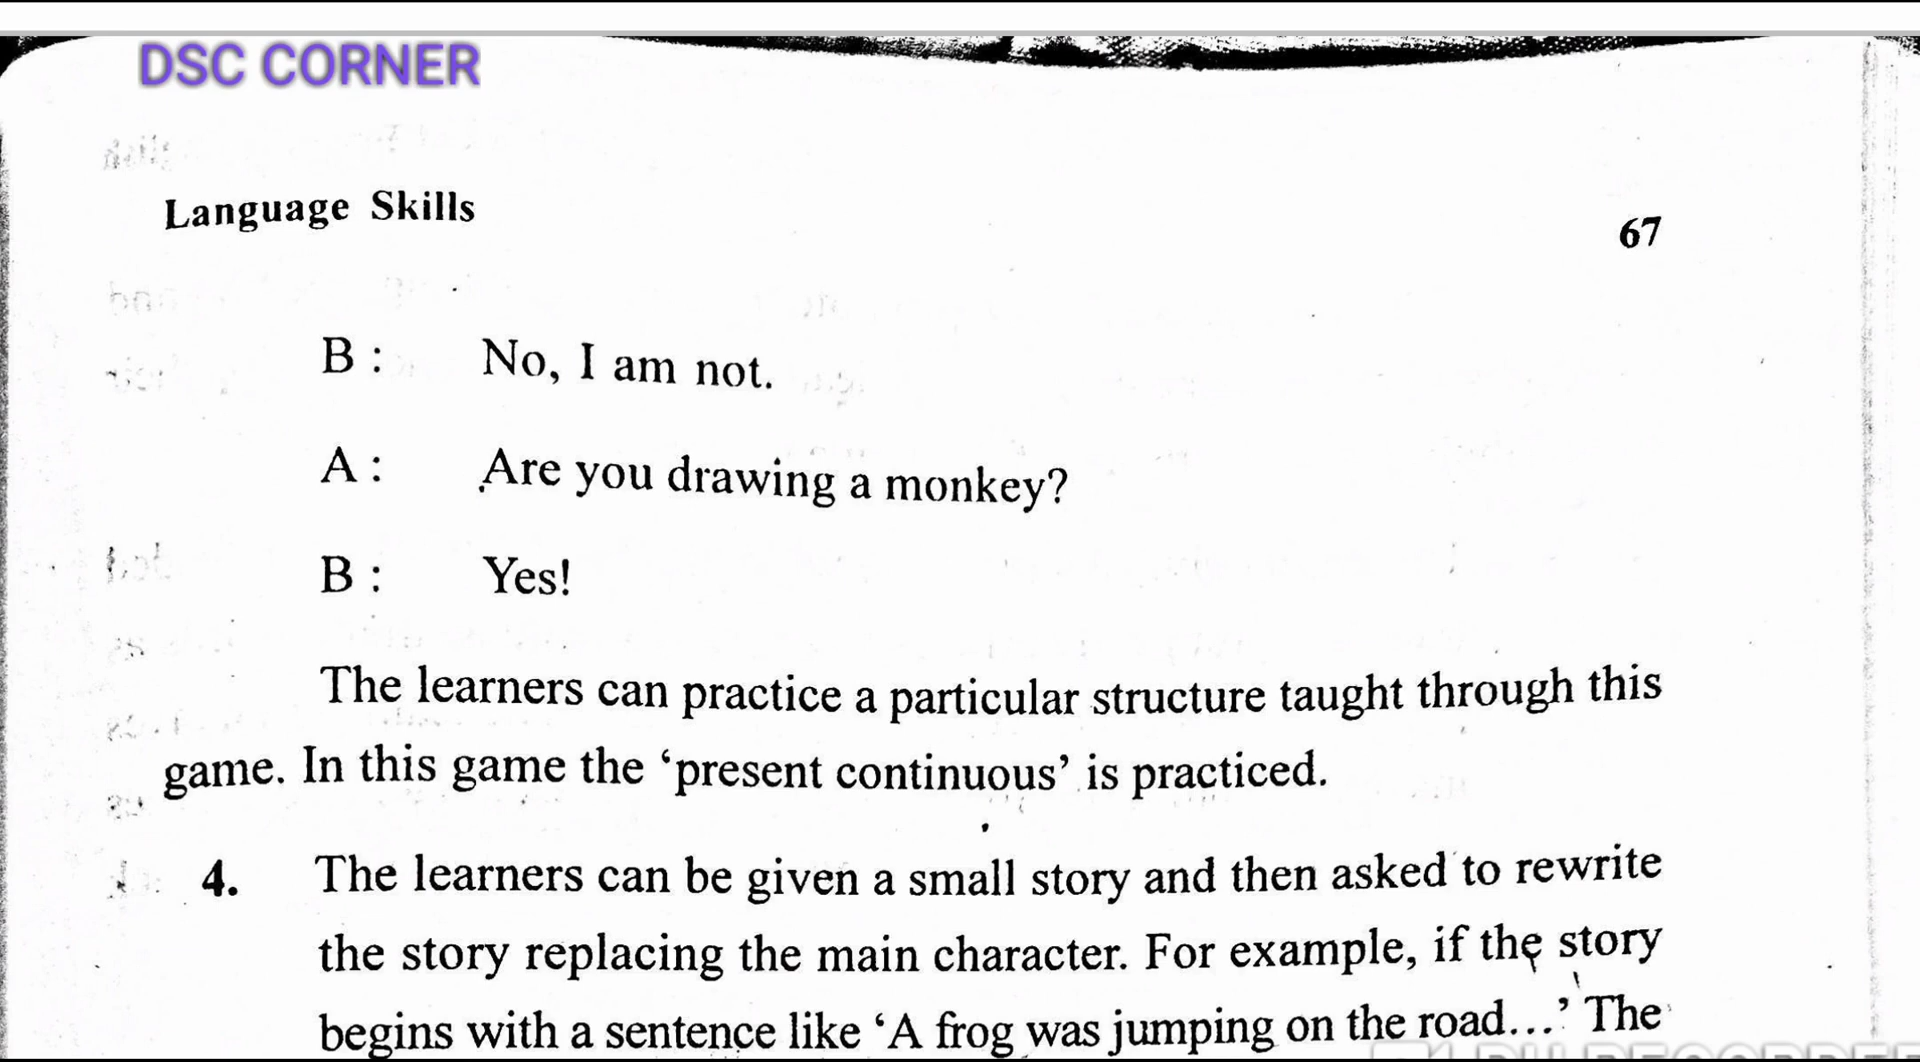 DSC CORNER
Language Skills
67
B : No, I am not.
A : Are you drawing a monkey?
B : Yes!
The learners can practice a particular structure taught through this
game. In this game the ‘present continuous’ is practiced.
4. The learners can be given a small story and then asked to rewrite
the story replacing the main character. For example, if the story
begins with a sentence like ‘A frog was jumping on the road...’ The